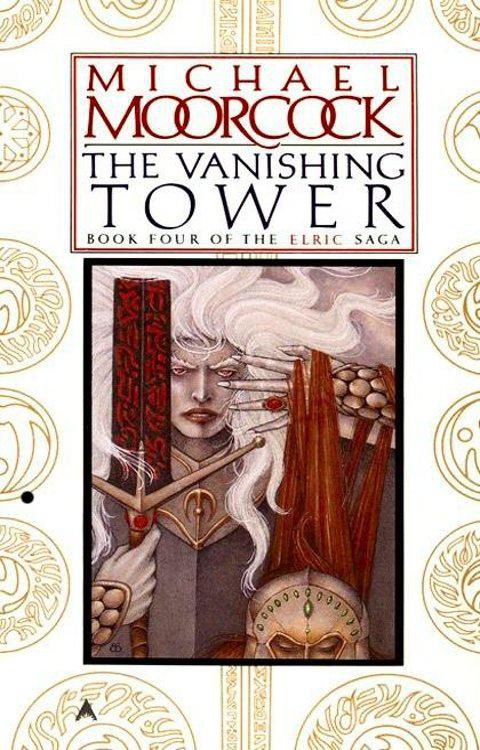 MICHAEL
MOORCOCK
THE VANISHING
TOWER
BOOK FOUR OF THE ELRIC SAGA